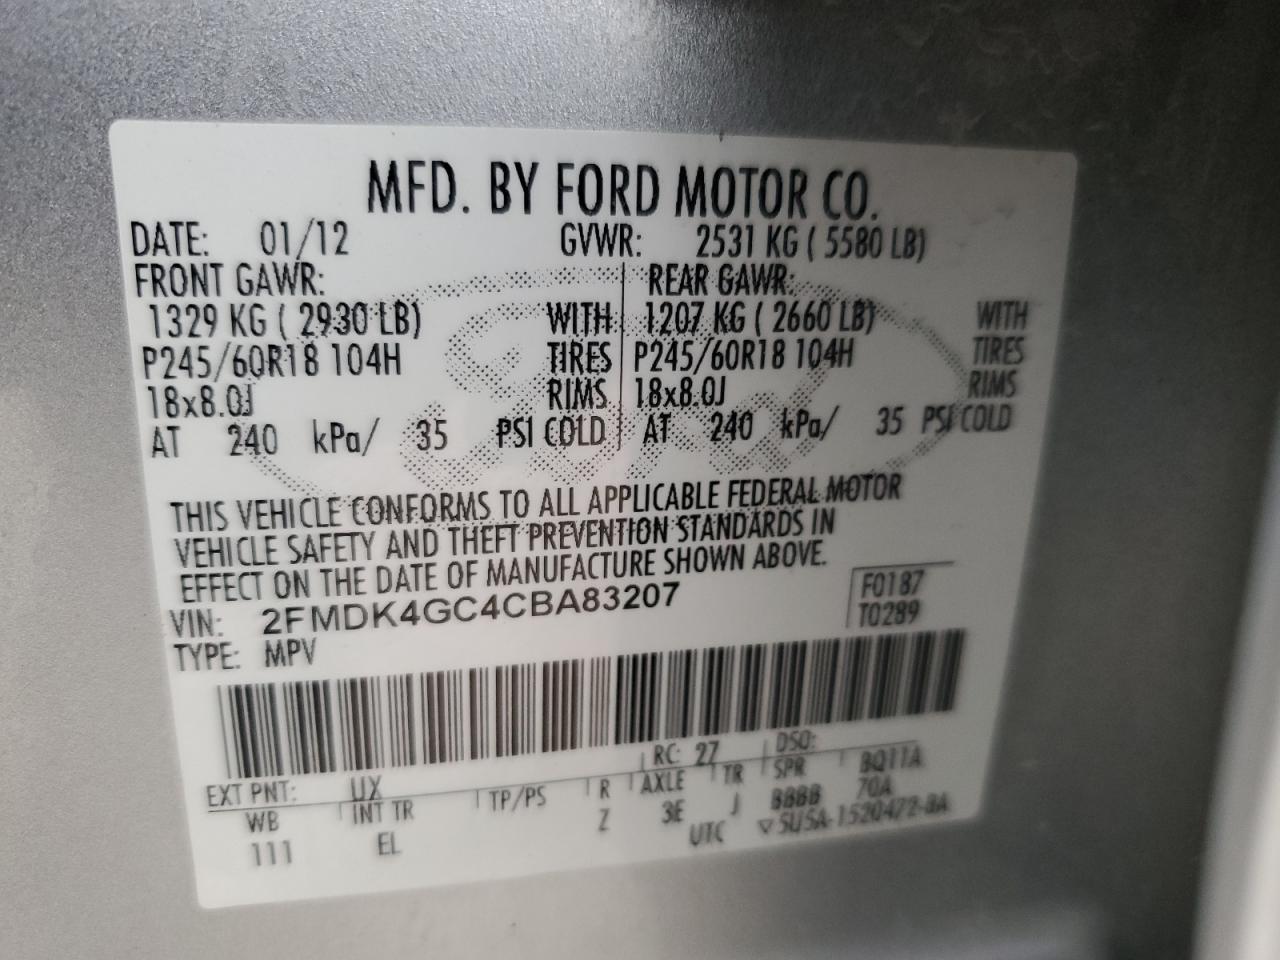 MFD. BY FORD MOTOR CO.
DATE: 01/12 GVWR: 2531 KG ( 5580 LB)
FRONT GAWR: REAR GAWR:
1329 KG ( 2930 LB) WITH 1207 KG ( 2660 LB) WITH
P245/60R18 104H TIRES P245/60R18 104H TIRES
18x8.0J RIMS 18x8.0J RIMS
AT 240 kPa/ 35 PSI COLD AT 240 kPa/ 35 PSI COLD
THIS VEHICLE CONFORMS TO ALL APPLICABLE FEDERAL MOTOR
VEHICLE SAFETY AND THEFT PREVENTION STANDARDS IN
EFFECT ON THE DATE OF MANUFACTURE SHOWN ABOVE.
VIN: 2FMDK4GC4CBA83207 F0187
TYPE: MPV T0289
EXT PNT: UX RC: 27 DSO:
WB INT TR TP/PS R AXLE TR SPR BQ11A
111 EL Z 3E J BBBB 70A
UTC ▽5U5A-1520472-BA